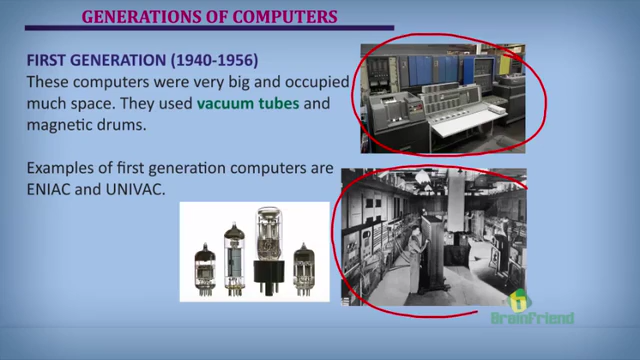 GENERATIONS OF COMPUTERS
FIRST GENERATION (1940-1956)
These computers were very big and occupied
much space. They used vacuum tubes and
magnetic drums.
Examples of first generation computers are
ENIAC and UNIVAC.
BrainFriend